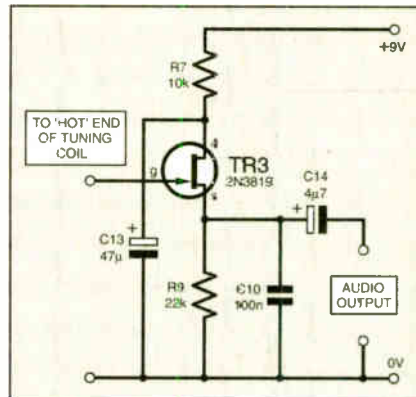 +9V
R7
10k
TO 'HOT' END
OF TUNING
COIL
d
g
TR3
2N3819
s
C14
4µ7
+
C13
47µ
+
R9
22k
C10
100n
AUDIO
OUTPUT
0V